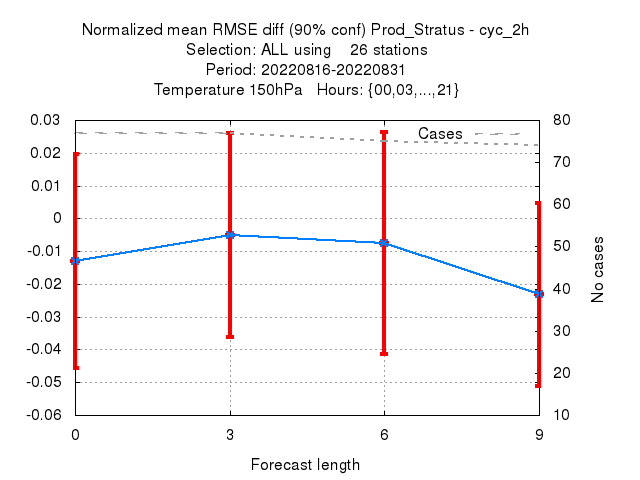 Normalized mean RMSE diff (90% conf) Prod_Stratus - cyc_2h
Selection: ALL using    26 stations
Period: 20220816-20220831
Temperature 150hPa   Hours: {00,03,...,21}
0.03
0.02
0.01
0
-0.01
-0.02
-0.03
-0.04
-0.05
-0.06
Cases
80
70
60
50
40
30
20
10
No cases
0 3 6 9
Forecast length